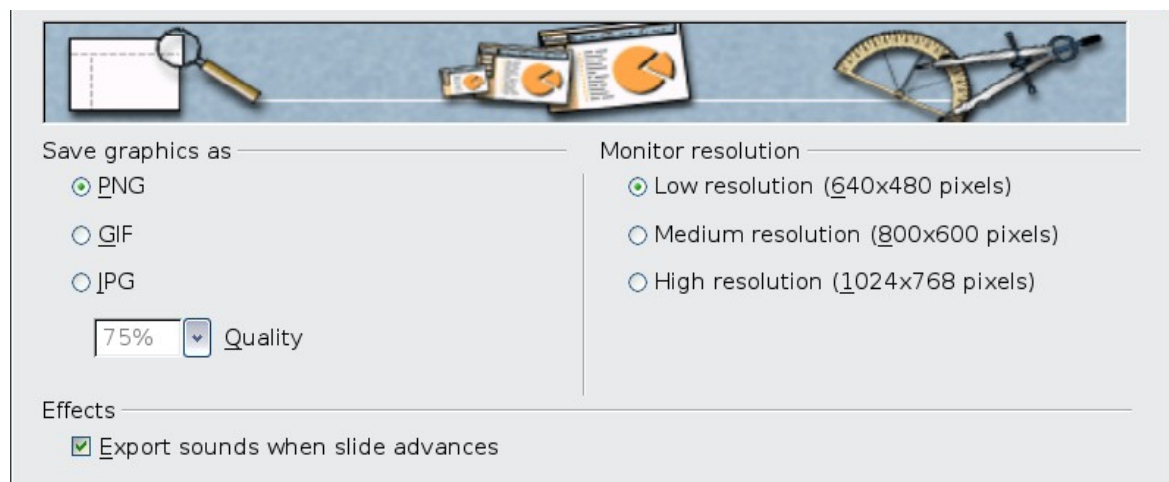 Save graphics as
Monitor resolution
PNG
Low resolution (640x480 pixels)
GIF
Medium resolution (800x600 pixels)
JPG
High resolution (1024x768 pixels)
75% Quality
Effects
Export sounds when slide advances